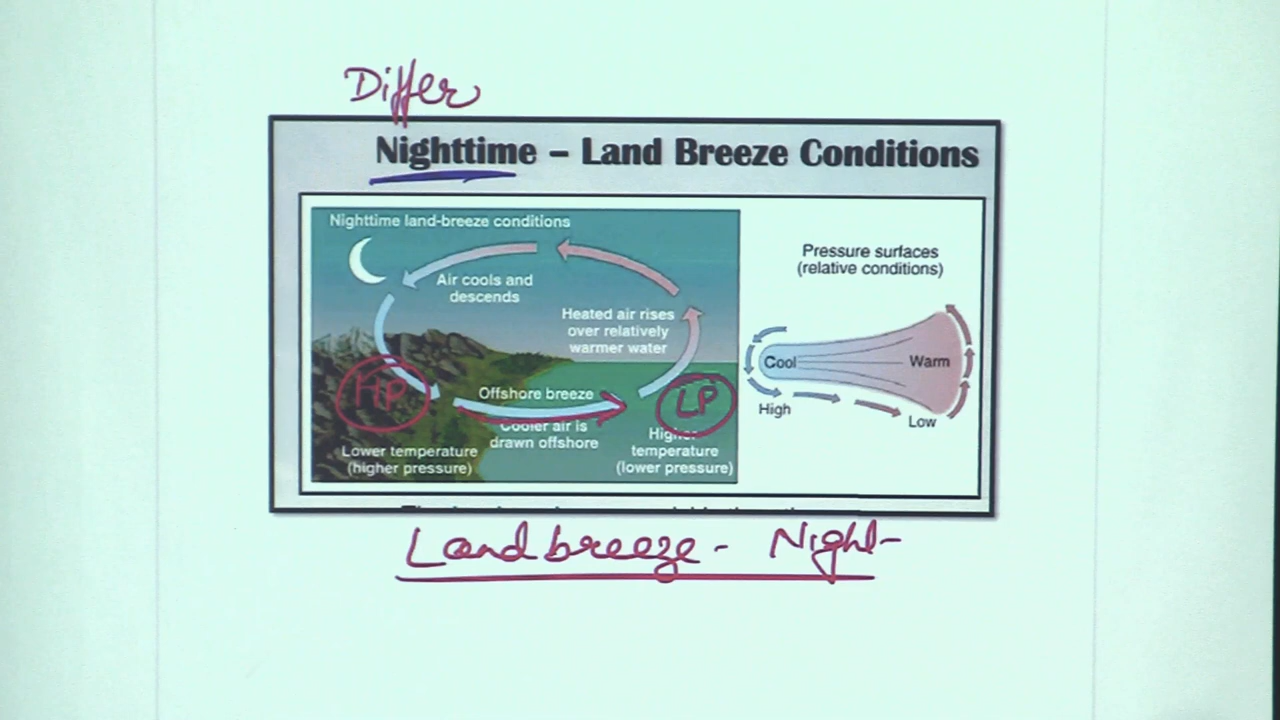 Differ
Nighttime – Land Breeze Conditions
Nighttime land-breeze conditions
Air cools and
descends
Heated air rises
over relatively
warmer water
HP
Offshore breeze
LP
Cooler air is
drawn offshore
Lower temperature
(higher pressure)
Higher
temperature
(lower pressure)
Pressure surfaces
(relative conditions)
Cool
Warm
High
Low
Land breeze - Night-